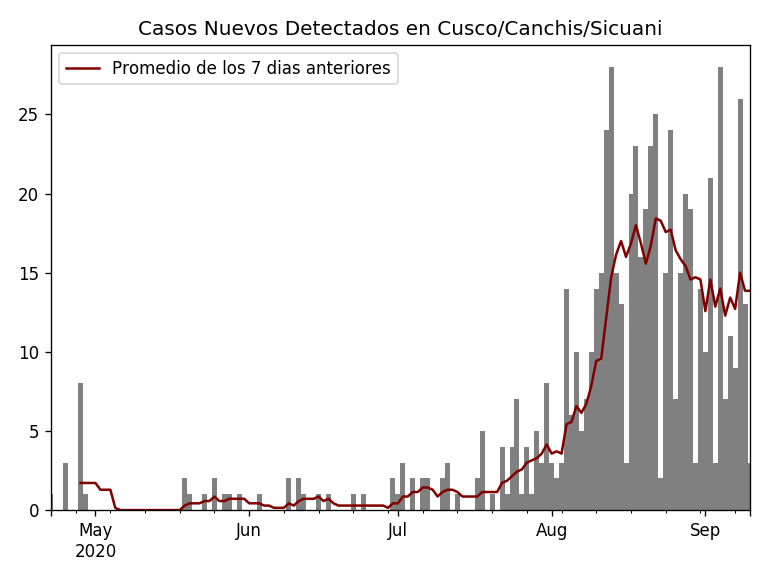 Casos Nuevos Detectados en Cusco/Canchis/Sicuani
Promedio de los 7 dias anteriores
25
20
15
10
5
0
May Jun Jul Aug Sep
2020